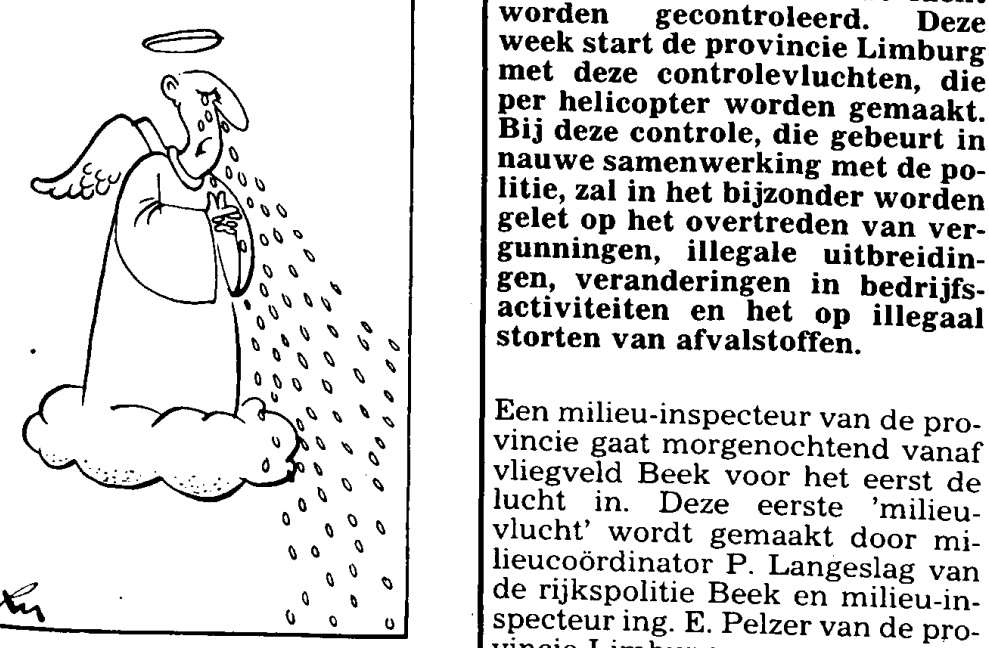 worden gecontroleerd. Deze
week start de provincie Limburg
met deze controlevluchten, die
per helicopter worden gemaakt.
Bij deze controle, die gebeurt in
nauwe samenwerking met de po-
litie, zal in het bijzonder worden
gelet op het overtreden van ver-
gunningen, illegale uitbreidin-
gen, veranderingen in bedrijfs-
activiteiten en het op illegaal
storten van afvalstoffen.
Een milieu-inspecteur van de pro-
vincie gaat morgenochtend vanaf
vliegveld Beek voor het eerst de
lucht in. Deze eerste 'milieu-
vlucht' wordt gemaakt door mi-
lieucoördinator P. Langeslag van
de rijkspolitie Beek en milieu-in-
specteur ing. E. Pelzer van de pro-